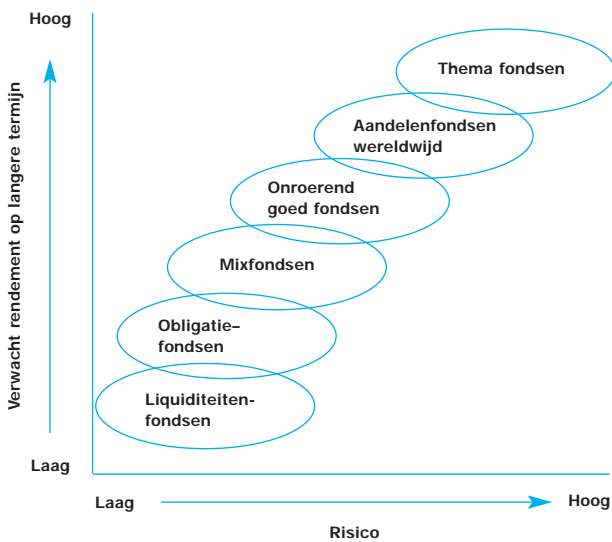 Hoog
Verwacht rendement op langere termijn
Thema fondsen
Aandelenfondsen
wereldwijd
Onroerend
goed fondsen
Mixfondsen
Obligatie–
fondsen
Liquiditeiten-
fondsen
Laag
Laag
Hoog
Risico